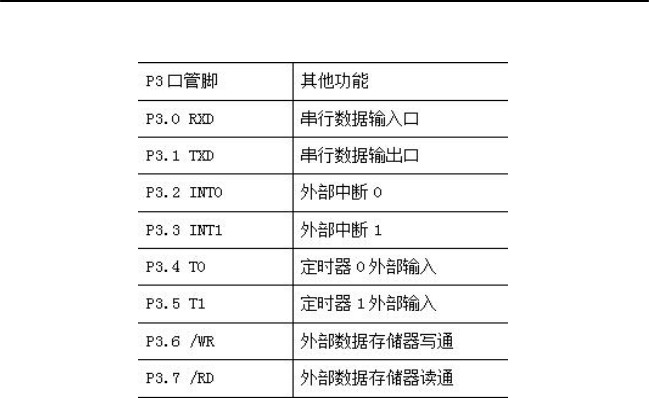 P3口管脚 其他功能
P3.0 RXD 串行数据输入口
P3.1 TXD 串行数据输出口
P3.2 INT0 外部中断 0
P3.3 INT1 外部中断 1
P3.4 T0 定时器 0 外部输入
P3.5 T1 定时器 1 外部输入
P3.6 /WR 外部数据存储器写通
P3.7 /RD 外部数据存储器读通